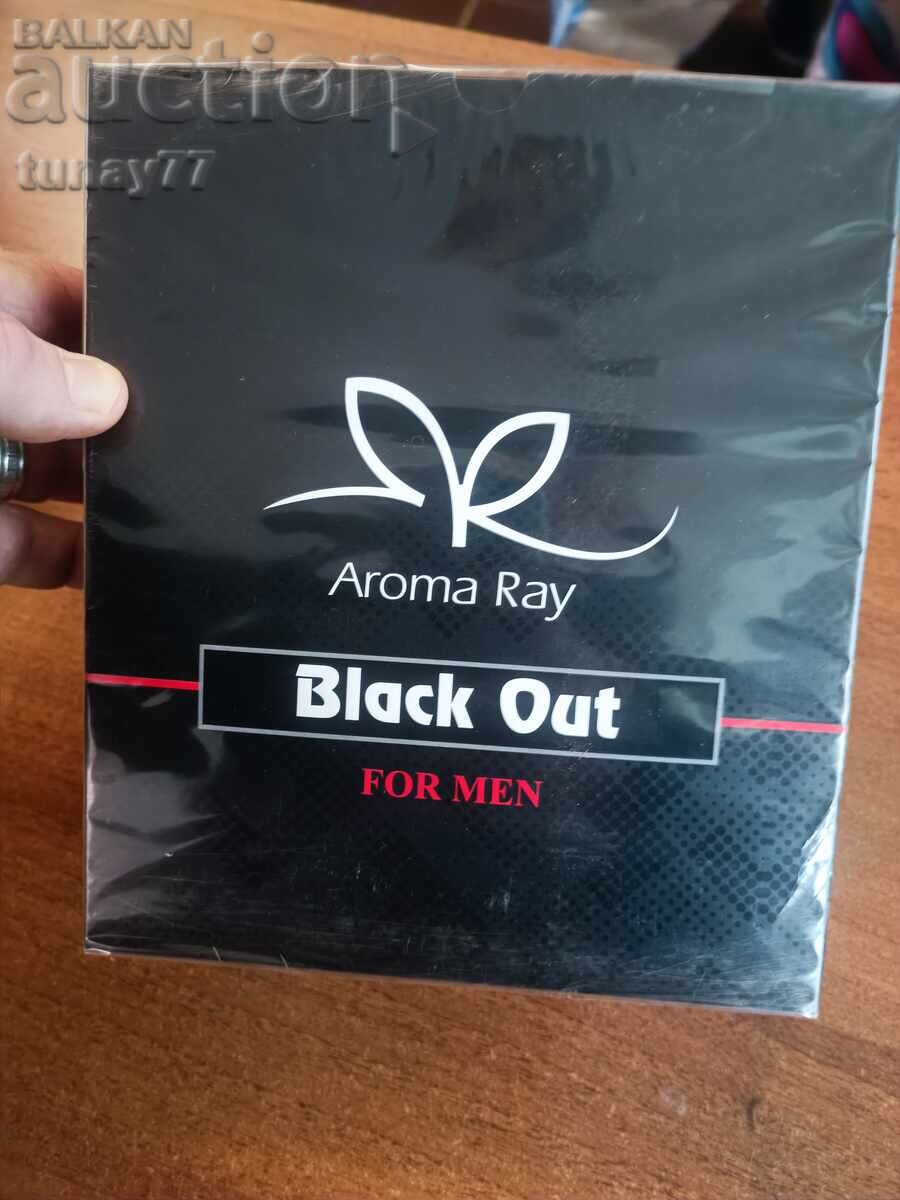 BALKAN
auction
tunay77
Aroma Ray
Black Out
FOR MEN